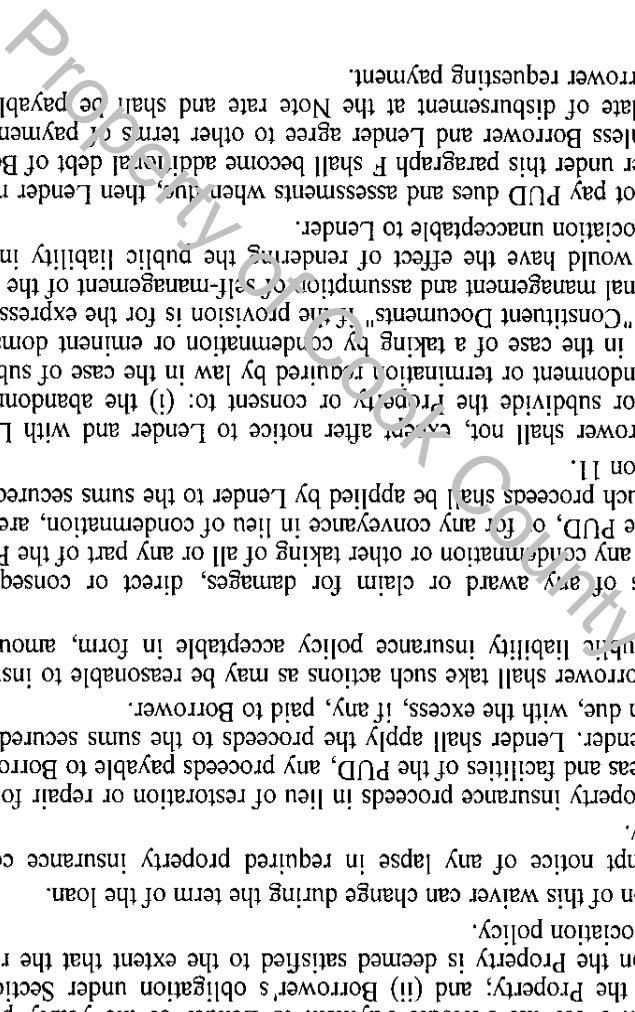 the Property; and (ii) Borrower's obligation under Sectio
on the Property is deemed satisfied to the extent that the r
sociation policy.
of this waiver can change during the term of the loan.
mpt notice of any lapse in required property insurance co
operty insurance proceeds in lieu of restoration or repair fo
eas and facilities of the PUD, any proceeds payable to Borro
ender. Lender shall apply the proceeds to the sums secured
n due, with the excess, if any, paid to Borrower.
orrower shall take such actions as may be reasonable to insu
ublic liability insurance policy acceptable in form, amou
s of any award or claim for damages, direct or conseq
any condemnation or other taking of all or any part of the P
e PUD, or for any conveyance in lieu of condemnation, are
uch proceeds shall be applied by Lender to the sums secured
on 11.
rower shall not, except after notice to Lender and with L
or subdivide the Property or consent to: (i) the abandonm
ndonment or termination required by law in the case of sub
in the case of a taking by condemnation or eminent doma
"Constituent Documents" if the provision is for the express
nal management and assumption of self-management of the
would have the effect of rendering the public liability in
sociation unacceptable to Lender.
ot pay PUD dues and assessments when due, then Lender m
er under this paragraph F shall become additional debt of Bo
less Borrower and Lender agree to other terms of paymen
late of disbursement at the Note rate and shall be payabl
rrower requesting payment.
Property of Cook County